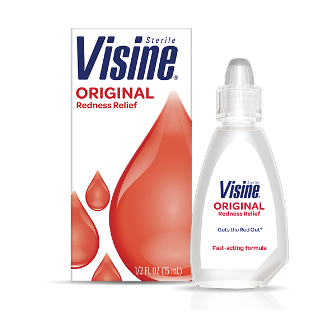 Sterile
Visine®
ORIGINAL
Redness Relief
1/2 FL OZ (15 mL)
Sterile
Visine®
ORIGINAL
Redness Relief
Gets the Red Out®
Fast-acting formula